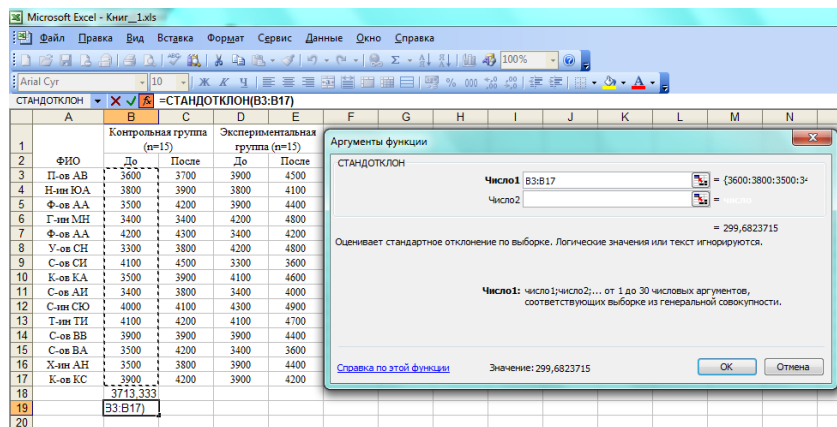 Microsoft Excel - Книг__1.xls
Файл Правка Вид Вставка Формат Сервис Данные Окно Справка
100%
Arial Cyr 10 Ж К Ч % 000
СТАНДОТКЛОН =СТАНДОТКЛОН(B3:B17)
A B C D E F G H I J K L M N
1 Контрольная группа (n=15) Экспериментальная группа (n=15)
2 ФИО До После До После
3 П-ов АВ 3600 3700 3900 4500
4 Н-ин ЮА 3800 3900 3800 4100
5 Ф-ов АА 3500 4200 3900 4400
6 Г-ин МН 3400 3400 4200 4800
7 Ф-ов АА 4200 4300 3400 4200
8 У-ов СН 3300 3800 4200 4800
9 С-ов СИ 4100 4500 3300 3600
10 К-ов КА 3500 3900 4100 4600
11 С-ов АИ 3400 3800 3400 4000
12 С-ин СЮ 4000 4100 4300 4900
13 Т-ин ТИ 4100 4200 4100 4700
14 С-ов ВВ 3900 3900 3900 4400
15 С-ов ВА 3500 4200 3400 3600
16 Х-ин АН 3500 3800 3900 4400
17 К-ов КС 3900 4200 3900 4200
18 3713,333
19 B3:B17)
20
Аргументы функции
СТАНДОТКЛОН
Число1 B3:B17 = {3600:3800:3500:34
Число2 = число
= 299,6823715
Оценивает стандартное отклонение по выборке. Логические значения или текст игнорируются.
Число1: число1;число2;... от 1 до 30 числовых аргументов,
соответствующих выборке из генеральной совокупности.
Справка по этой функции Значение: 299,6823715 OK Отмена